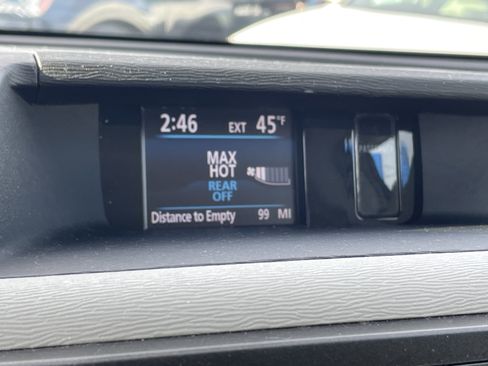 2:46 EXT 45°F
MAX
HOT
REAR
OFF
Distance to Empty 99 MI